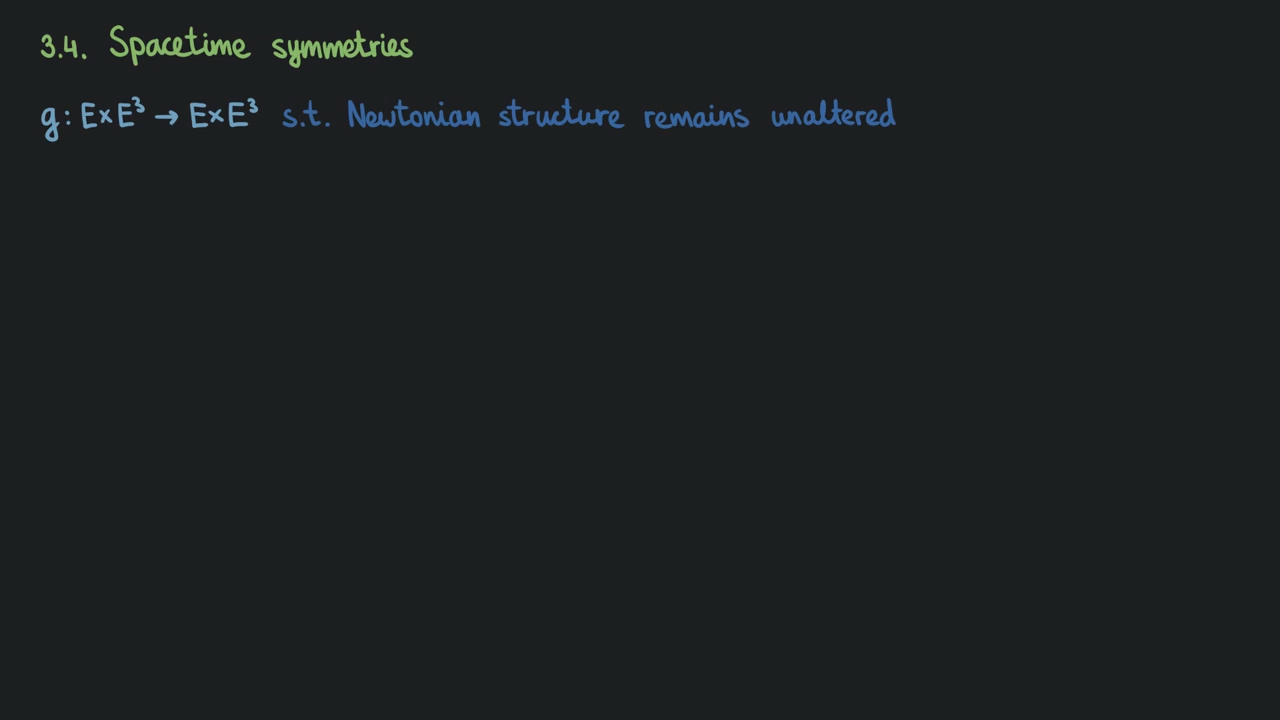 3.4. Spacetime symmetries
g: E×E³ → E×E³ s.t. Newtonian structure remains unaltered